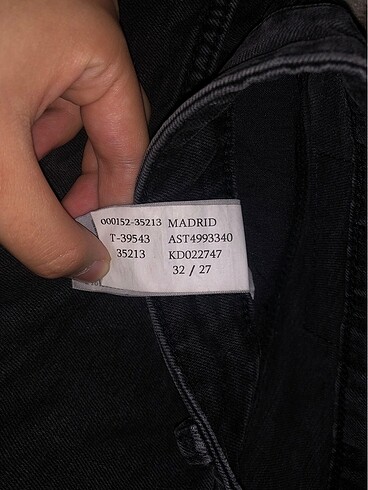 000152-35213 MADRID
T-39543 AST4993340
35213 KD022747
32 / 27